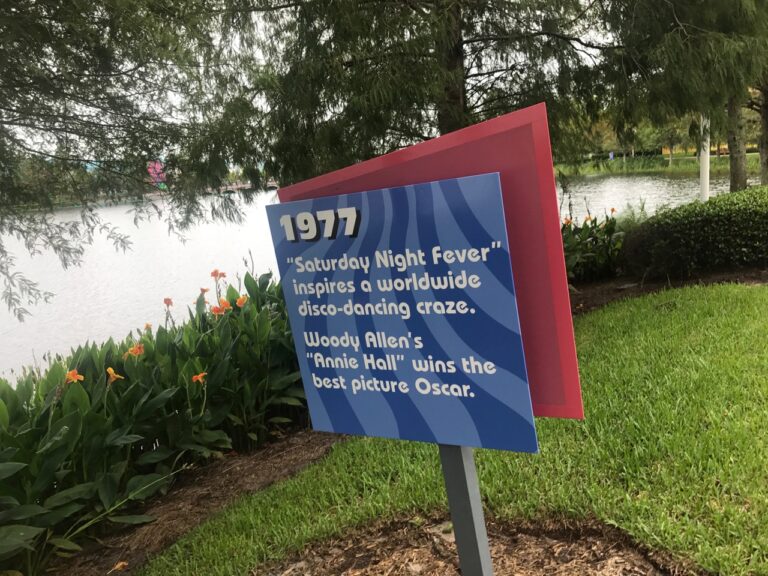 1977
"Saturday Night Fever"
inspires a worldwide
disco-dancing craze.
Woody Allen's
"Annie Hall" wins the
best picture Oscar.